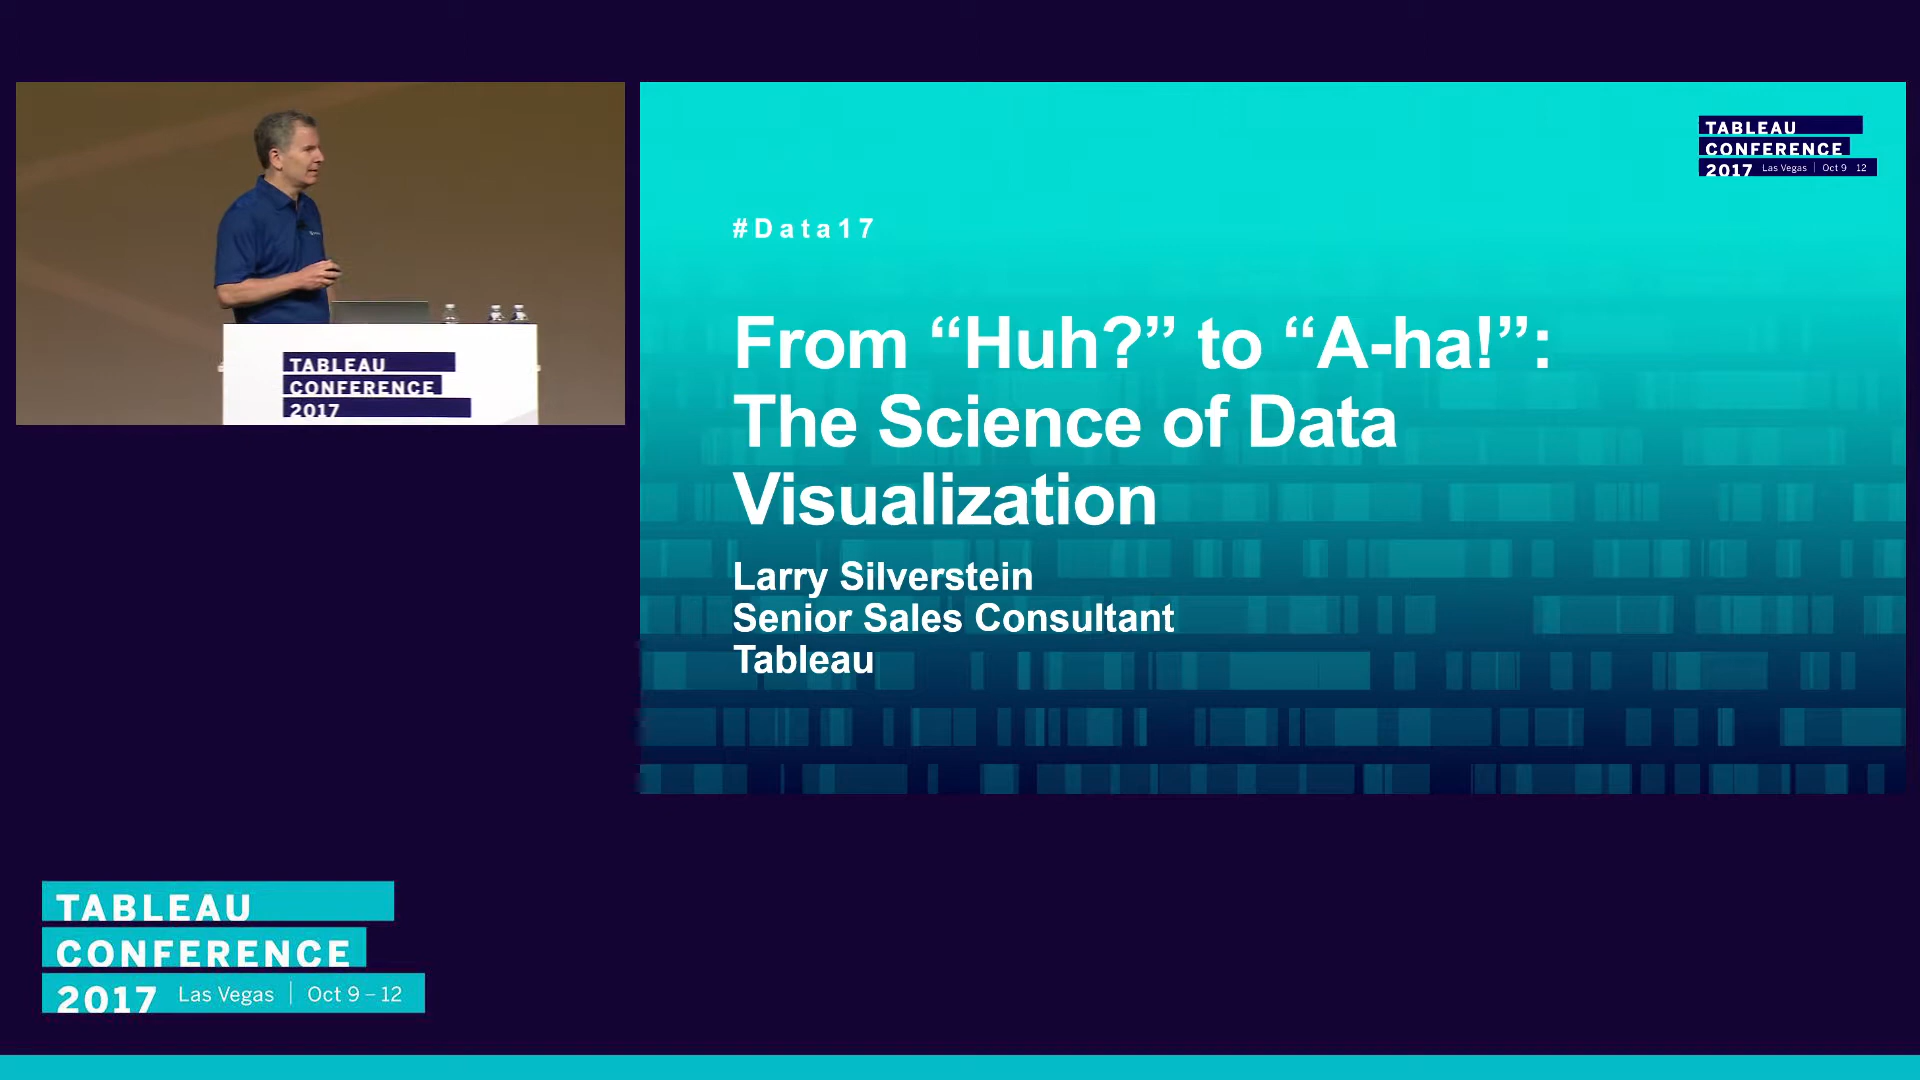 TABLEAU
CONFERENCE
2017
TABLEAU
CONFERENCE
2017 Las Vegas | Oct 9 12
#Data17
From “Huh?” to “A-ha!”:
The Science of Data
Visualization
Larry Silverstein
Senior Sales Consultant
Tableau
TABLEAU
CONFERENCE
2017 Las Vegas | Oct 9 – 12